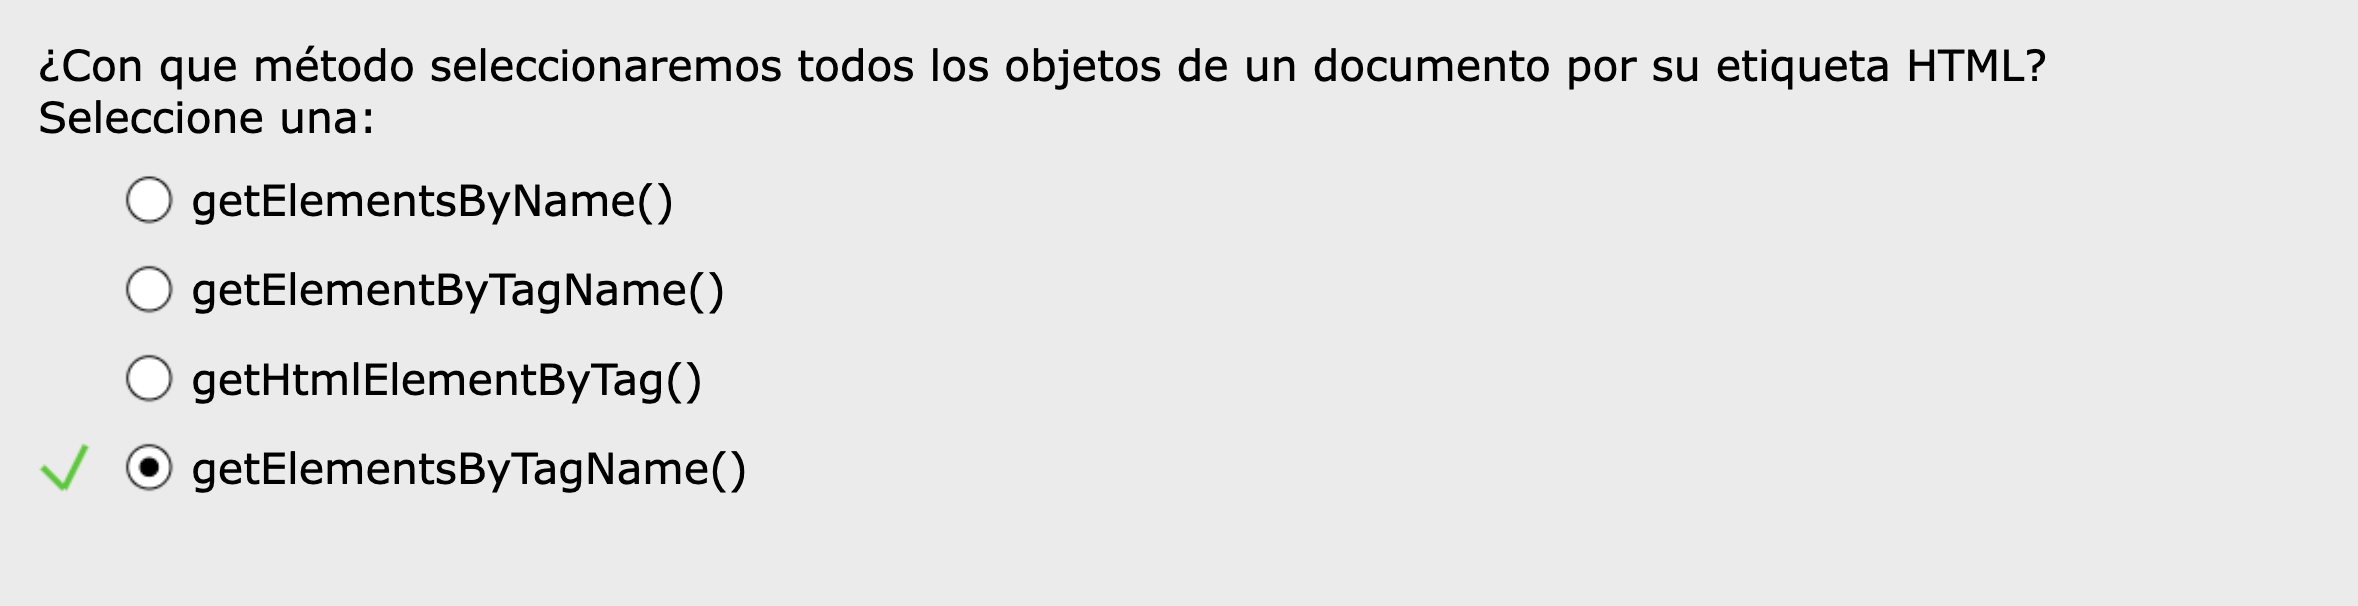 ¿Con que método seleccionaremos todos los objetos de un documento por su etiqueta HTML?
Seleccione una:
getElementsByName()
getElementByTagName()
getHtmlElementByTag()
getElementsByTagName()